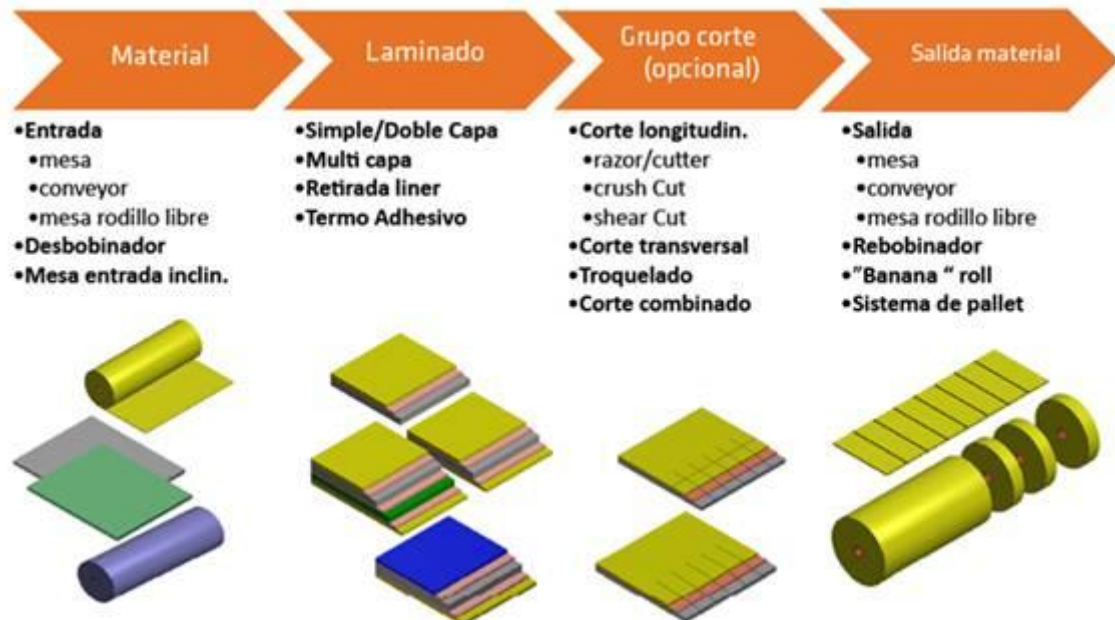 Material
Laminado
Grupo corte
(opcional)
Salida material
•Entrada
•mesa
•conveyor
•mesa rodillo libre
•Desbobinador
•Mesa entrada inclin.
•Simple/Doble Capa
•Multi capa
•Retirada liner
•Termo Adhesivo
•Corte longitudin.
•razor/cutter
•crush Cut
•shear Cut
•Corte transversal
•Troquelado
•Corte combinado
•Salida
•mesa
•conveyor
•mesa rodillo libre
•Rebobinador
•”Banana “ roll
•Sistema de pallet